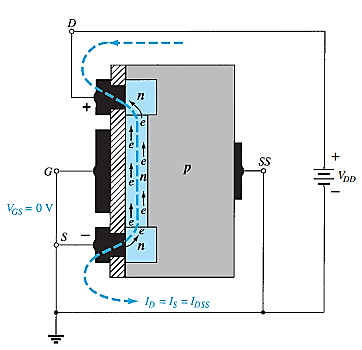 D
n
+
e
e
e
G
e
n
p
SS
+
V_DD
−
e
e
V_GS = 0 V
S
−
e
e
n
I_D = I_S = I_DSS